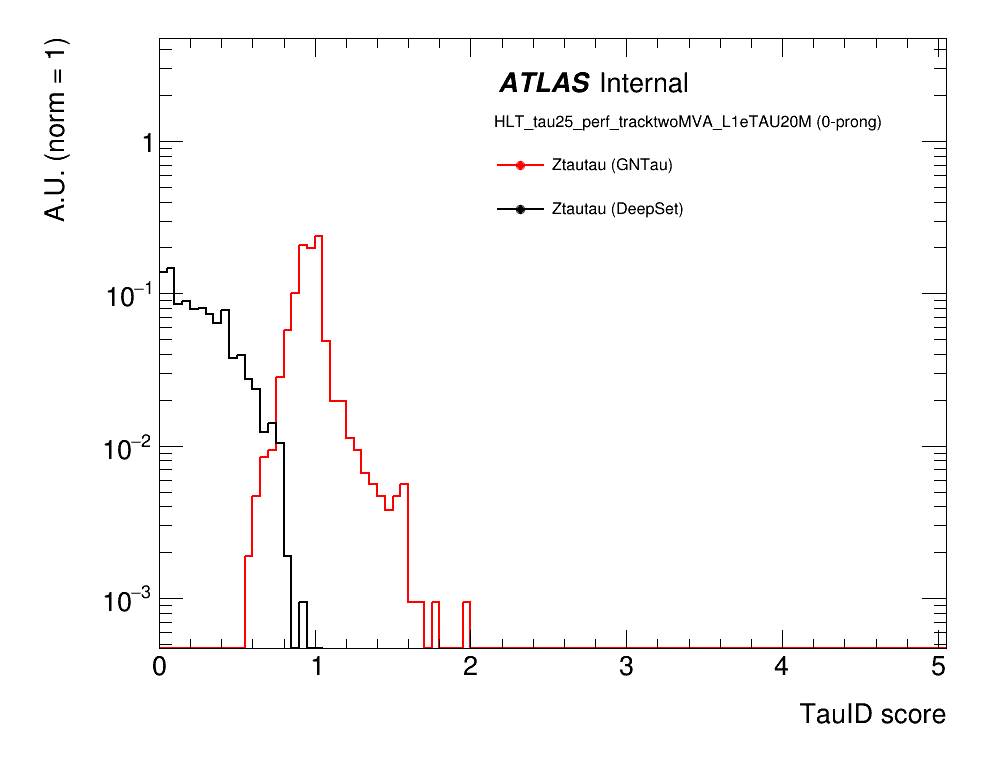 A.U. (norm = 1)
ATLAS Internal
HLT_tau25_perf_tracktwoMVA_L1eTAU20M (0-prong)
Ztautau (GNTau)
Ztautau (DeepSet)
1
10⁻¹
10⁻²
10⁻³
0 1 2 3 4 5
TauID score